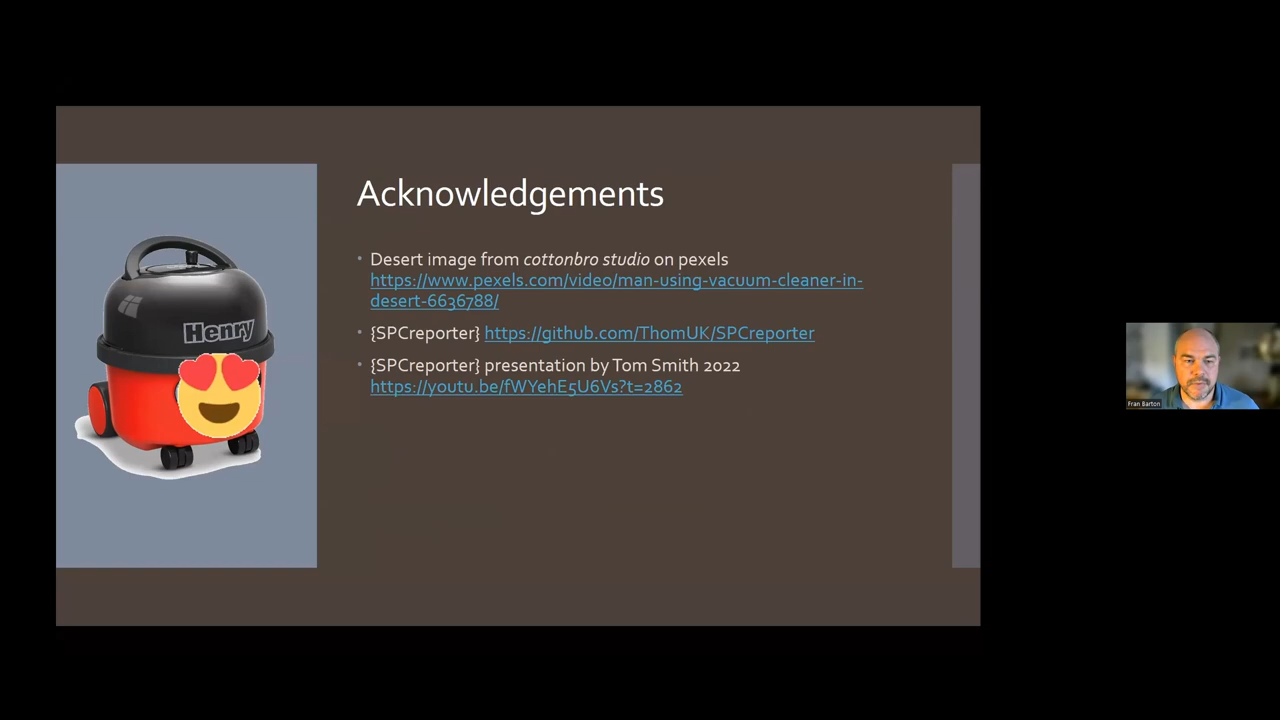 Acknowledgements
Desert image from cottonbro studio on pexels
https://www.pexels.com/video/man-using-vacuum-cleaner-in-
desert-6636788/
{SPCreporter} https://github.com/ThomUK/SPCreporter
{SPCreporter} presentation by Tom Smith 2022
https://youtu.be/fWYehE5U6Vs?t=2862
Henry
Fran Barton